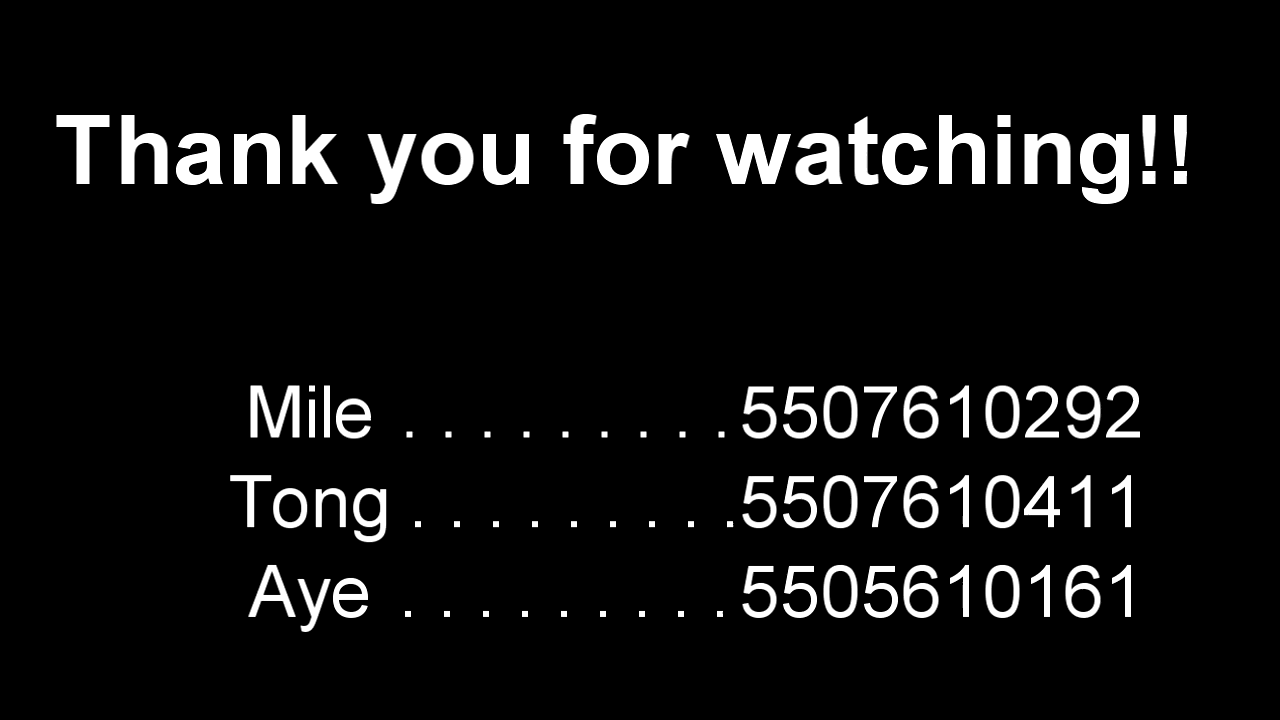 Thank you for watching!!
Mile . . . . . . . . . 5507610292
Tong . . . . . . . . .5507610411
Aye . . . . . . . . . 5505610161